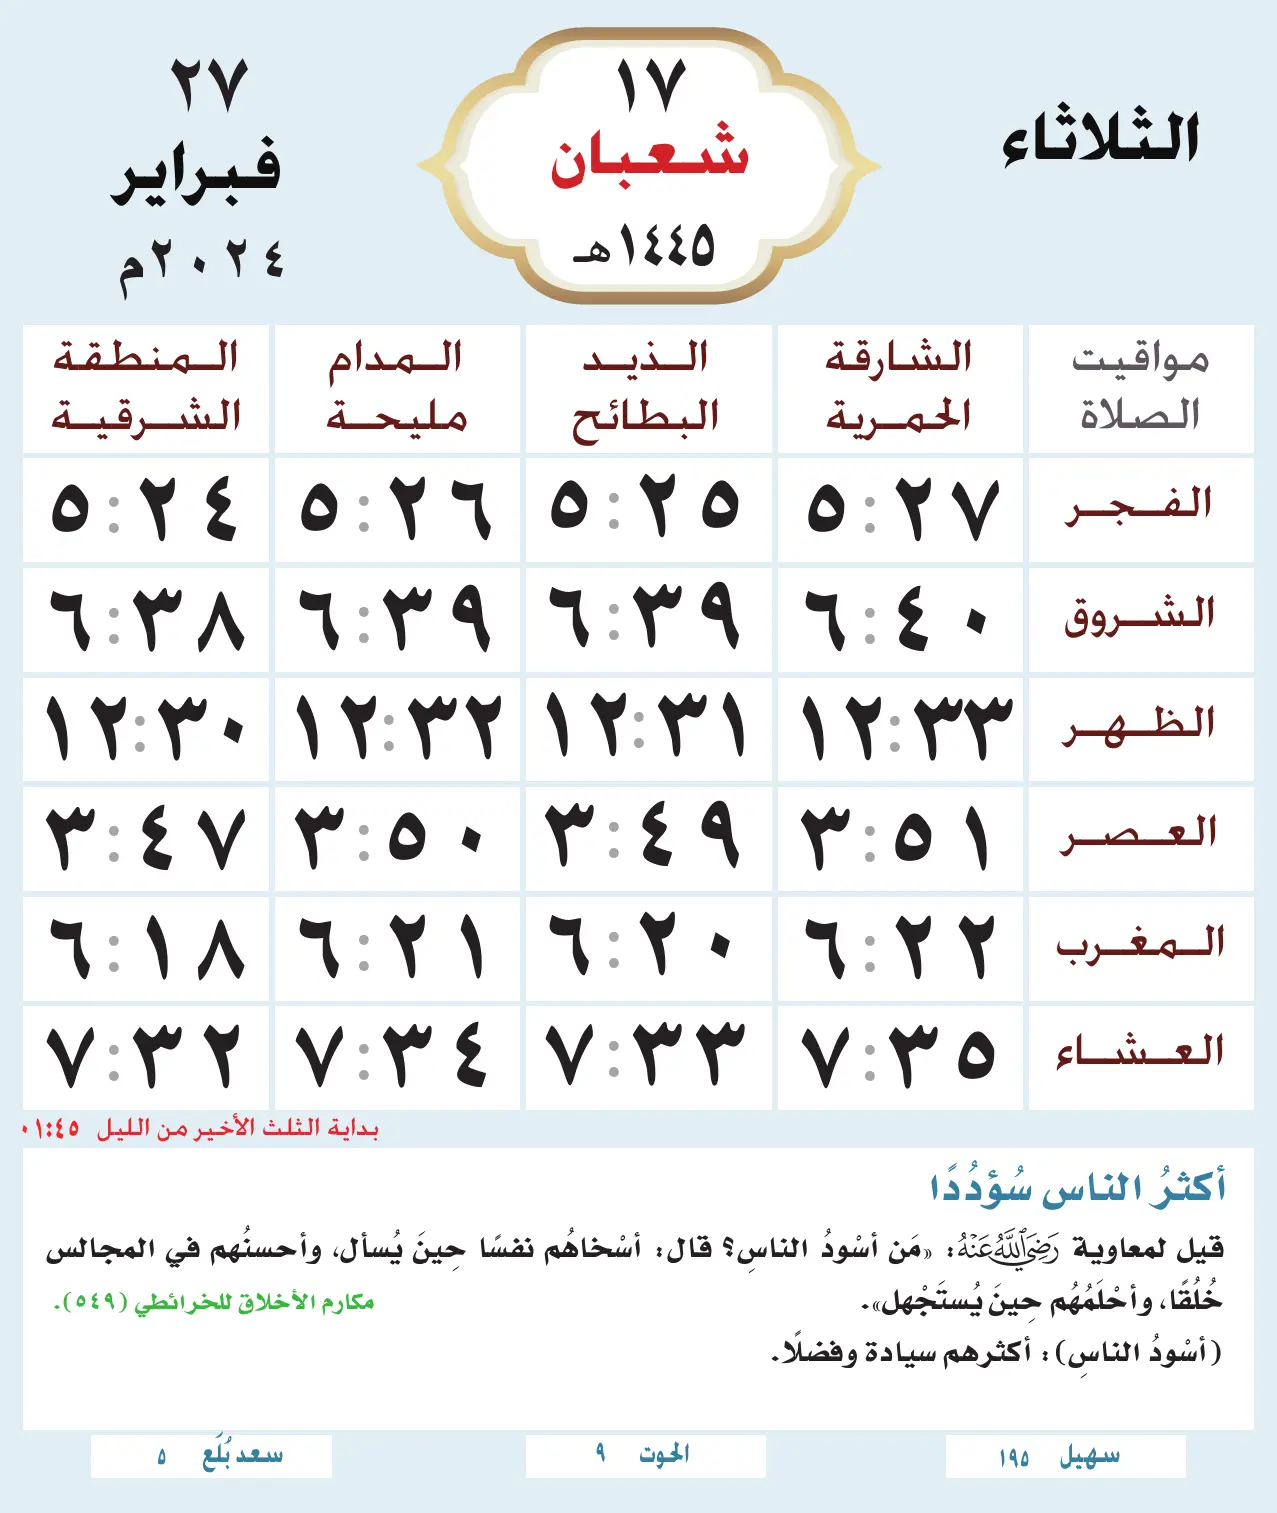 الثلاثاء
١٧
شعبان
١٤٤٥هـ
٢٧
فبراير
٢٠٢٤م
مواقيت الصلاة
الشارقة الحمرية
الذيد البطائح
المدام مليحة
المنطقة الشرقية
الفجر ٥:٢٧ ٥:٢٥ ٥:٢٦ ٥:٢٤
الشروق ٦:٤٠ ٦:٣٩ ٦:٣٩ ٦:٣٨
الظهر ١٢:٣٣ ١٢:٣١ ١٢:٣٢ ١٢:٣٠
العصر ٣:٥١ ٣:٤٩ ٣:٥٠ ٣:٤٧
المغرب ٦:٢٢ ٦:٢٠ ٦:٢١ ٦:١٨
العشاء ٧:٣٥ ٧:٣٣ ٧:٣٤ ٧:٣٢
بداية الثلث الأخير من الليل ٠١:٤٥
أكثرُ الناس سُؤدُدًا
قيل لمعاوية رَضِيَ اللَّهُ عَنْهُ: «مَن أسْودُ الناسِ؟ قال: أسْخاهُم نفسًا حِينَ يُسأل، وأحسنُهم في المجالس
خُلُقًا، وأحْلَمُهُم حِينَ يُستَجْهل». مكارم الأخلاق للخرائطي (٥٤٩).
(أسْودُ الناسِ): أكثرهم سيادة وفضلًا.
سهيل ١٩٥
الحوت ٩
سعد بُلَع ٥